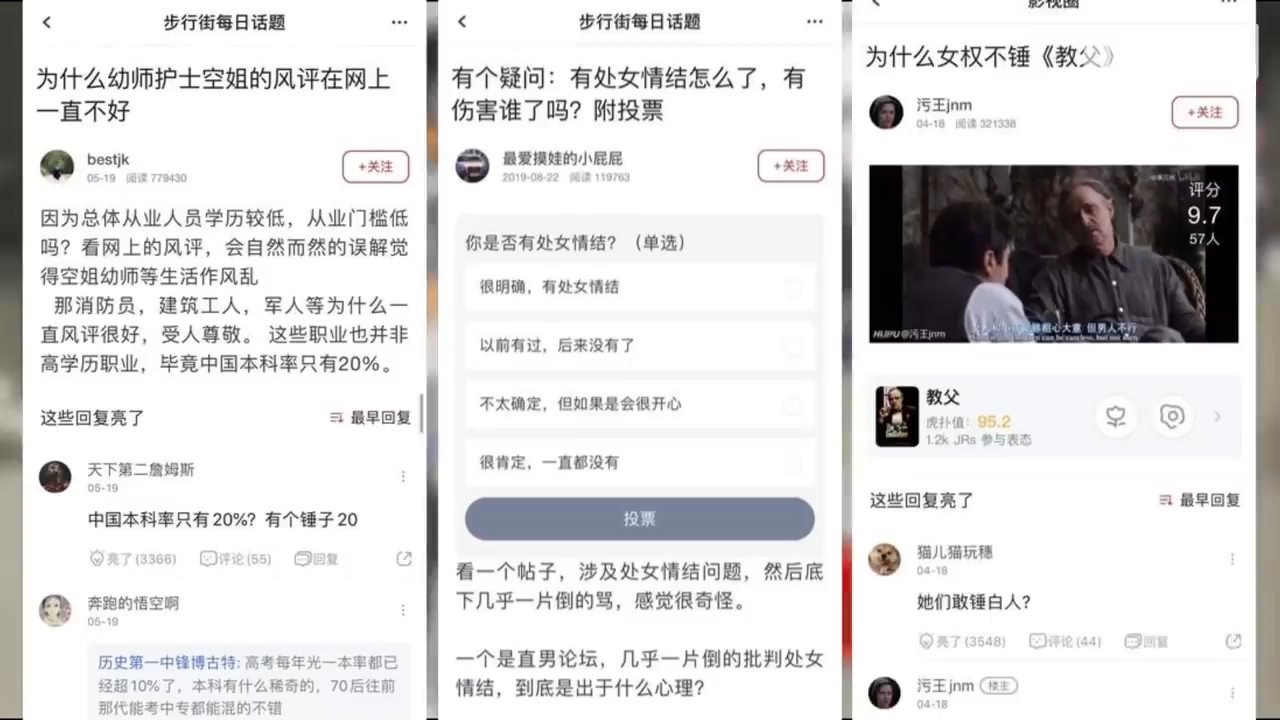 步行街每日话题
为什么幼师护士空姐的风评在网上
一直不好
bestjk
05-19 阅读 779430
+关注
因为总体从业人员学历较低，从业门槛低
吗？看网上的风评，会自然而然的误解觉
得空姐幼师等生活作风乱
那消防员，建筑工人，军人等为什么一
直风评很好，受人尊敬。 这些职业也并非
高学历职业，毕竟中国本科率只有20%。
这些回复亮了
最早回复
天下第二詹姆斯
05-19
中国本科率只有20%？有个锤子20
亮了 (3366) 评论 (55) 回复
奔跑的悟空啊
05-19
历史第一中锋博古特: 高考每年光一本率都已
经超10%了，本科有什么稀奇的，70后往前
那代能考中专都能混的不错
步行街每日话题
有个疑问：有处女情结怎么了，有
伤害谁了吗？附投票
最爱摸娃的小屁屁
2019-08-22 阅读 119763
+关注
你是否有处女情结？（单选）
很明确，有处女情结
以前有过，后来没有了
不太确定，但如果是会很开心
很肯定，一直都没有
投票
看一个帖子，涉及处女情结问题，然后底
下几乎一片倒的骂，感觉很奇怪。
一个是直男论坛，几乎一片倒的批判处女
情结，到底是出于什么心理？
影视圈
为什么女权不锤《教父》
污王jnm
04-18 阅读 321338
+关注
评分
9.7
57人
粗心大意 但男人不行
HUPU@污王jnm
教父
虎扑值： 95.2
1.2k JRs 参与表态
这些回复亮了
最早回复
猫儿猫玩穗
04-18
她们敢锤白人？
亮了 (3548) 评论 (44) 回复
污王jnm 楼主
04-18